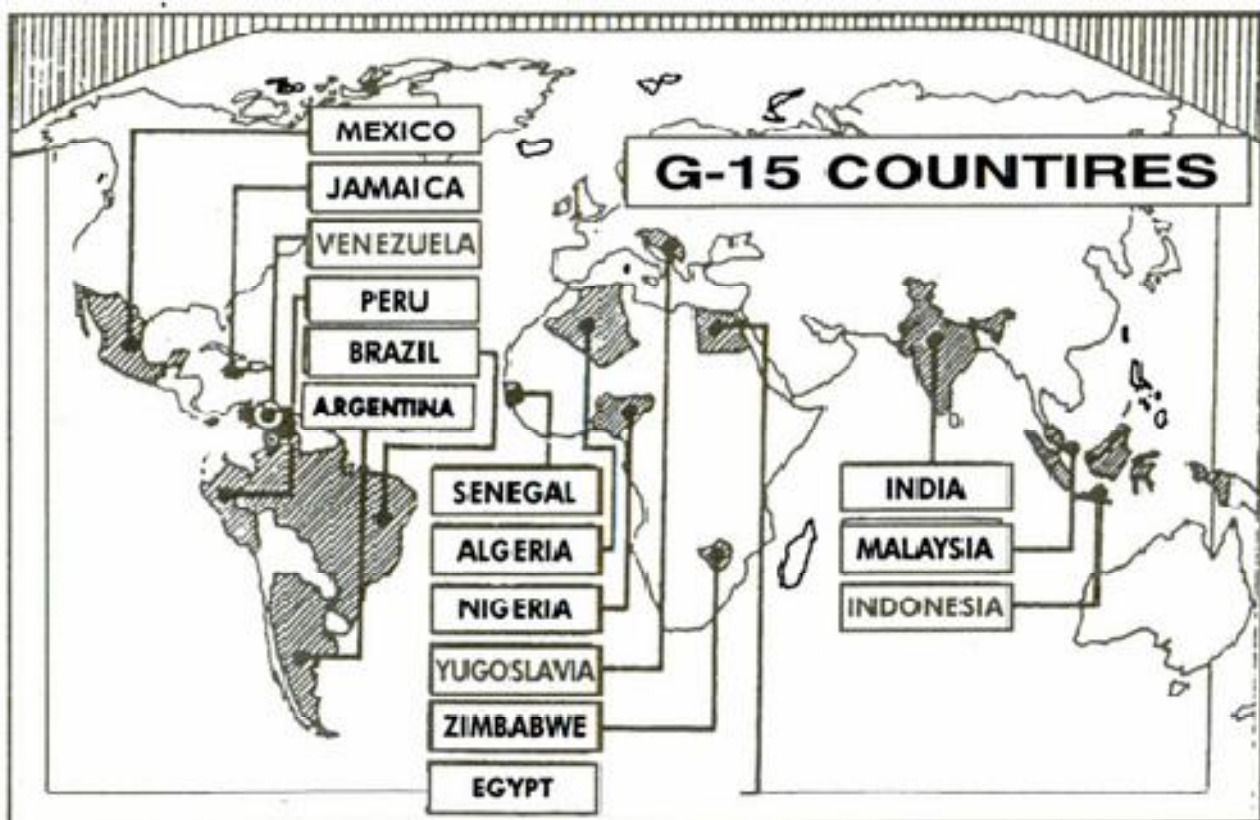 G-15 COUNTIRES
MEXICO
JAMAICA
VENEZUELA
PERU
BRAZIL
ARGENTINA
SENEGAL
ALGERIA
NIGERIA
YUGOSLAVIA
ZIMBABWE
EGYPT
INDIA
MALAYSIA
INDONESIA